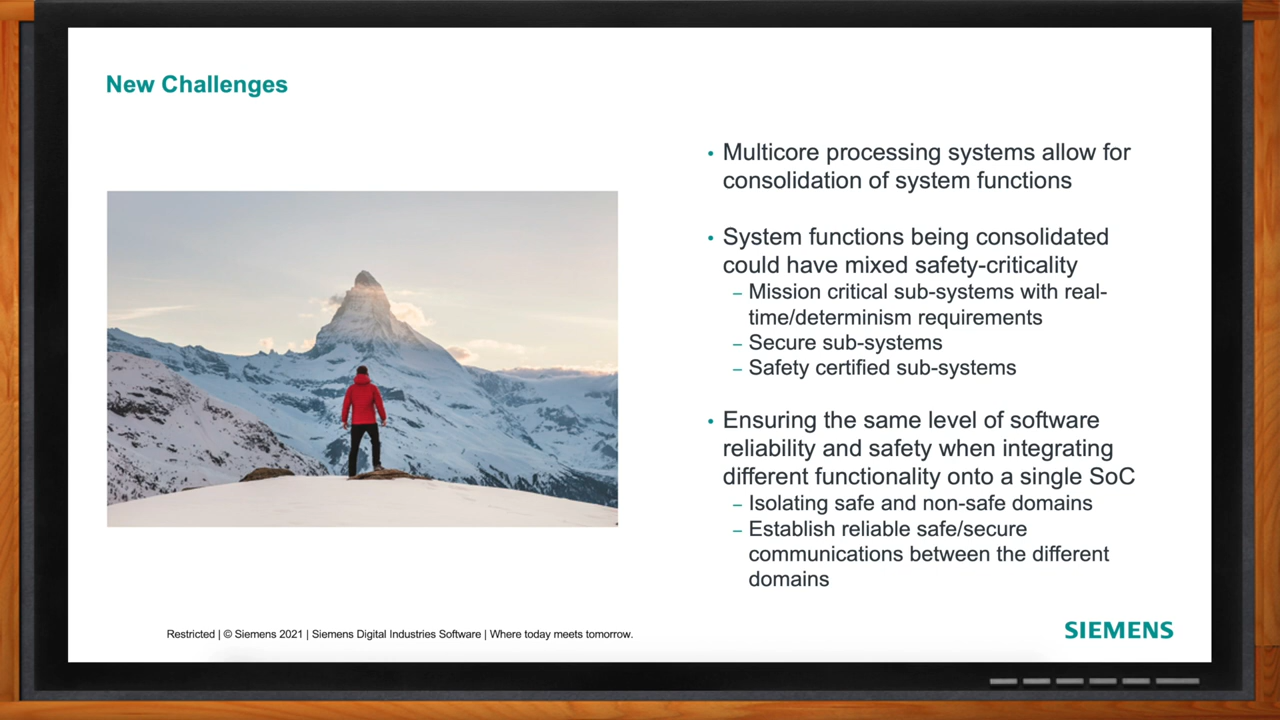 New Challenges
• Multicore processing systems allow for
consolidation of system functions
• System functions being consolidated
could have mixed safety-criticality
– Mission critical sub-systems with real-
time/determinism requirements
– Secure sub-systems
– Safety certified sub-systems
• Ensuring the same level of software
reliability and safety when integrating
different functionality onto a single SoC
– Isolating safe and non-safe domains
– Establish reliable safe/secure
communications between the different
domains
Restricted | © Siemens 2021 | Siemens Digital Industries Software | Where today meets tomorrow.
SIEMENS